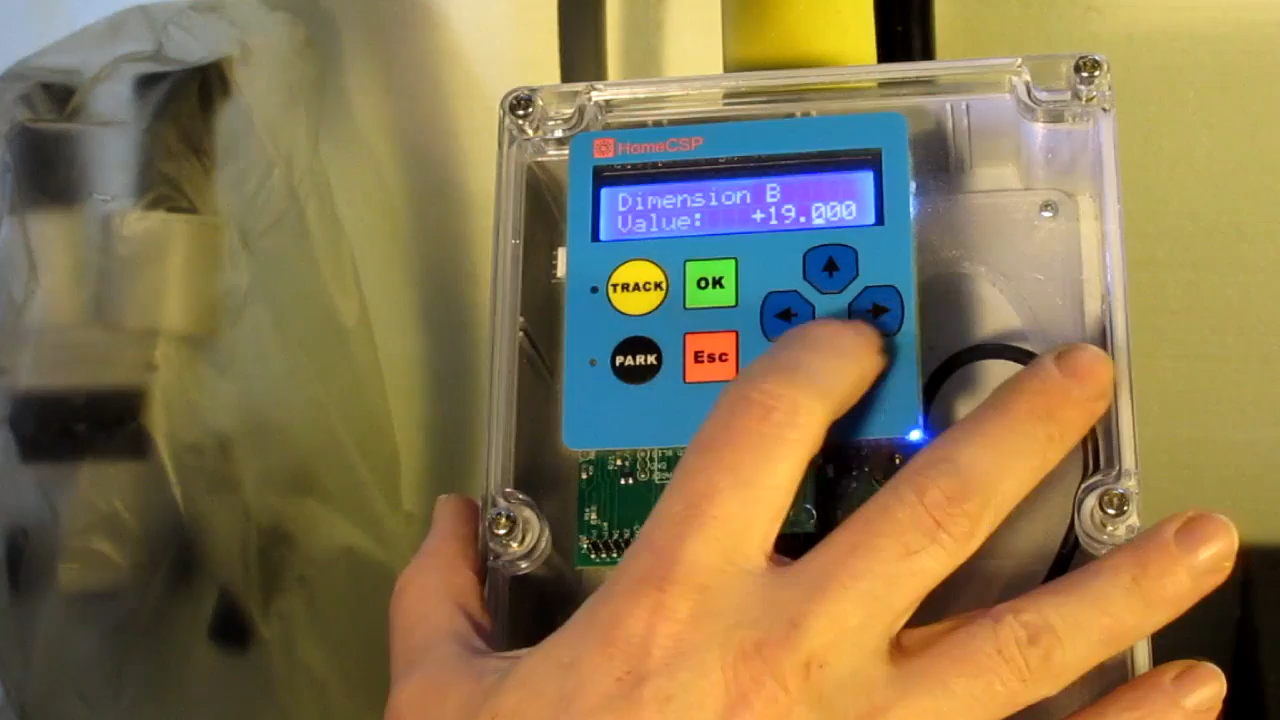 HomeCSP
Dimension B
Value: +19.000
TRACK
OK
PARK
Esc